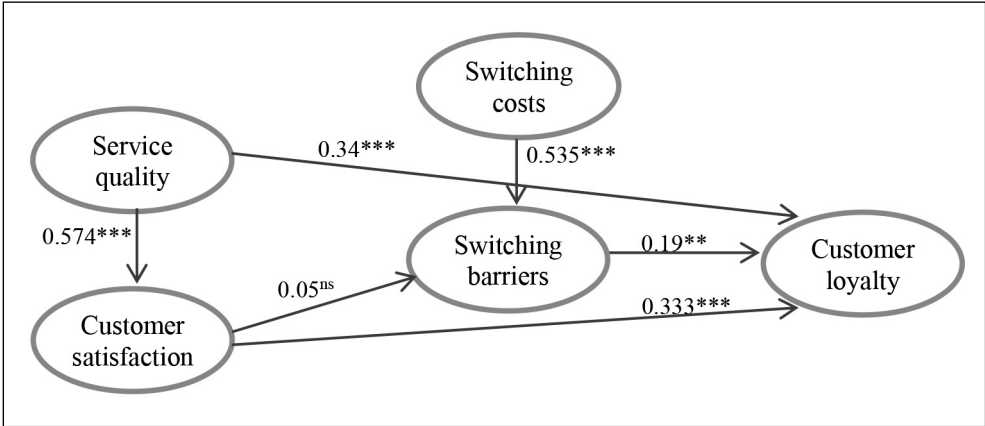 Switching
costs
Service
quality
0.34***
0.535***
0.574***
Switching
barriers
0.19**
Customer
loyalty
0.05ns
0.333***
Customer
satisfaction